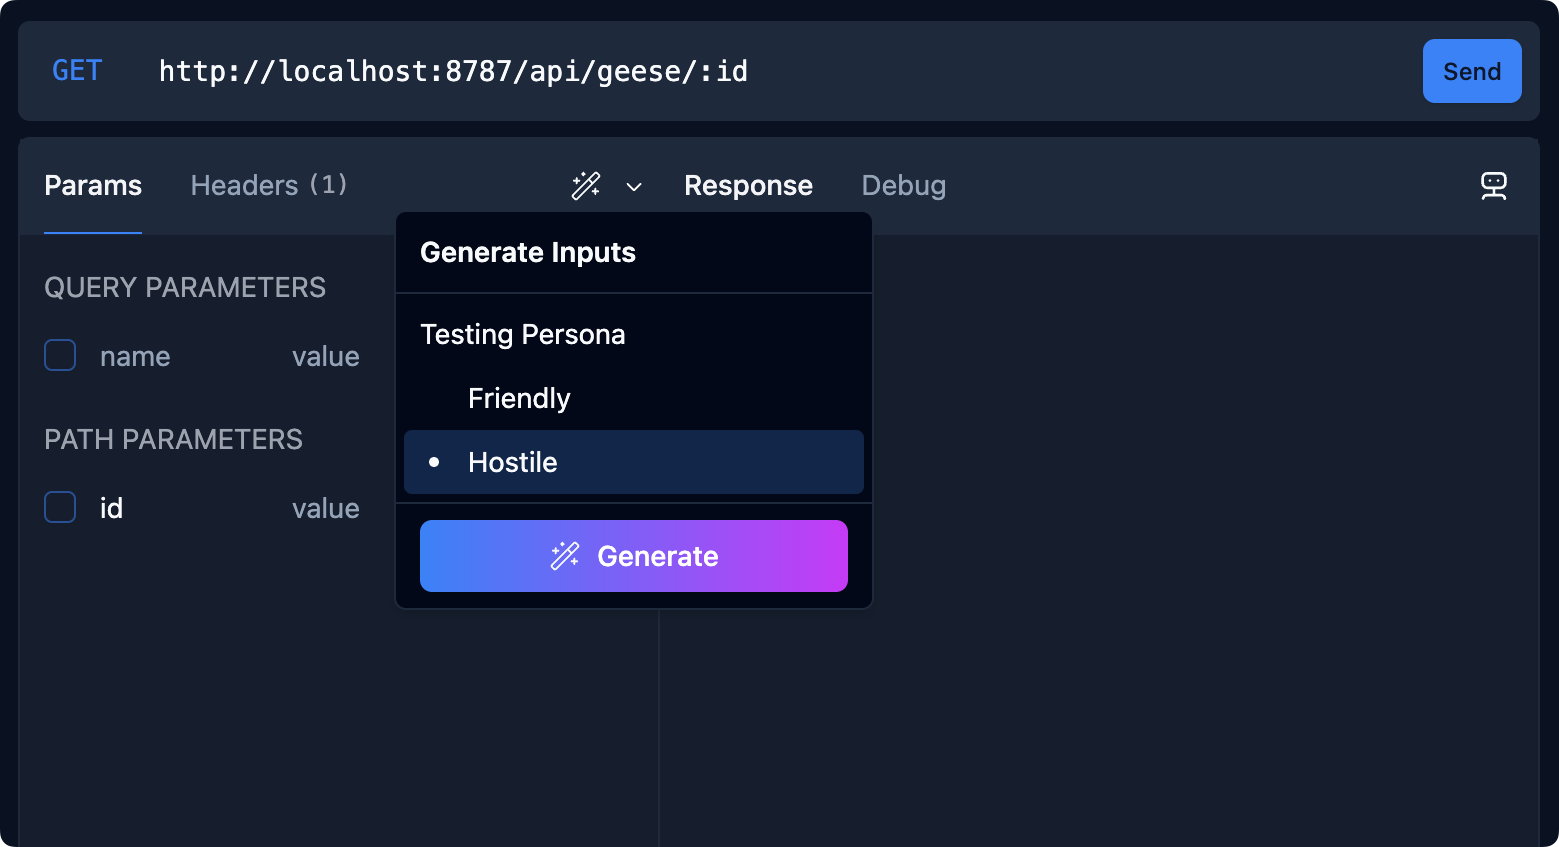 GET http://localhost:8787/api/geese/:id Send
Params Headers (1) Response Debug
Generate Inputs
QUERY PARAMETERS
Testing Persona
name value
Friendly
PATH PARAMETERS
Hostile
id value
Generate